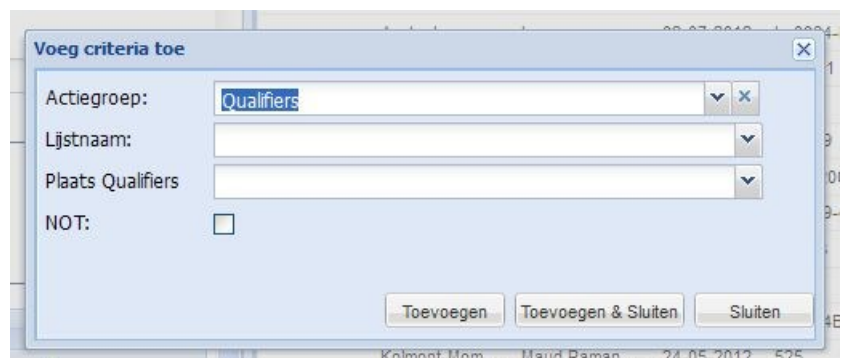 Voeg criteria toe
Actiegroep: Qualifiers
Lijstnaam:
Plaats Qualifiers
NOT:
Toevoegen Toevoegen & Sluiten Sluiten
Kolmont Mom Maud Raman 24-05-2012 525